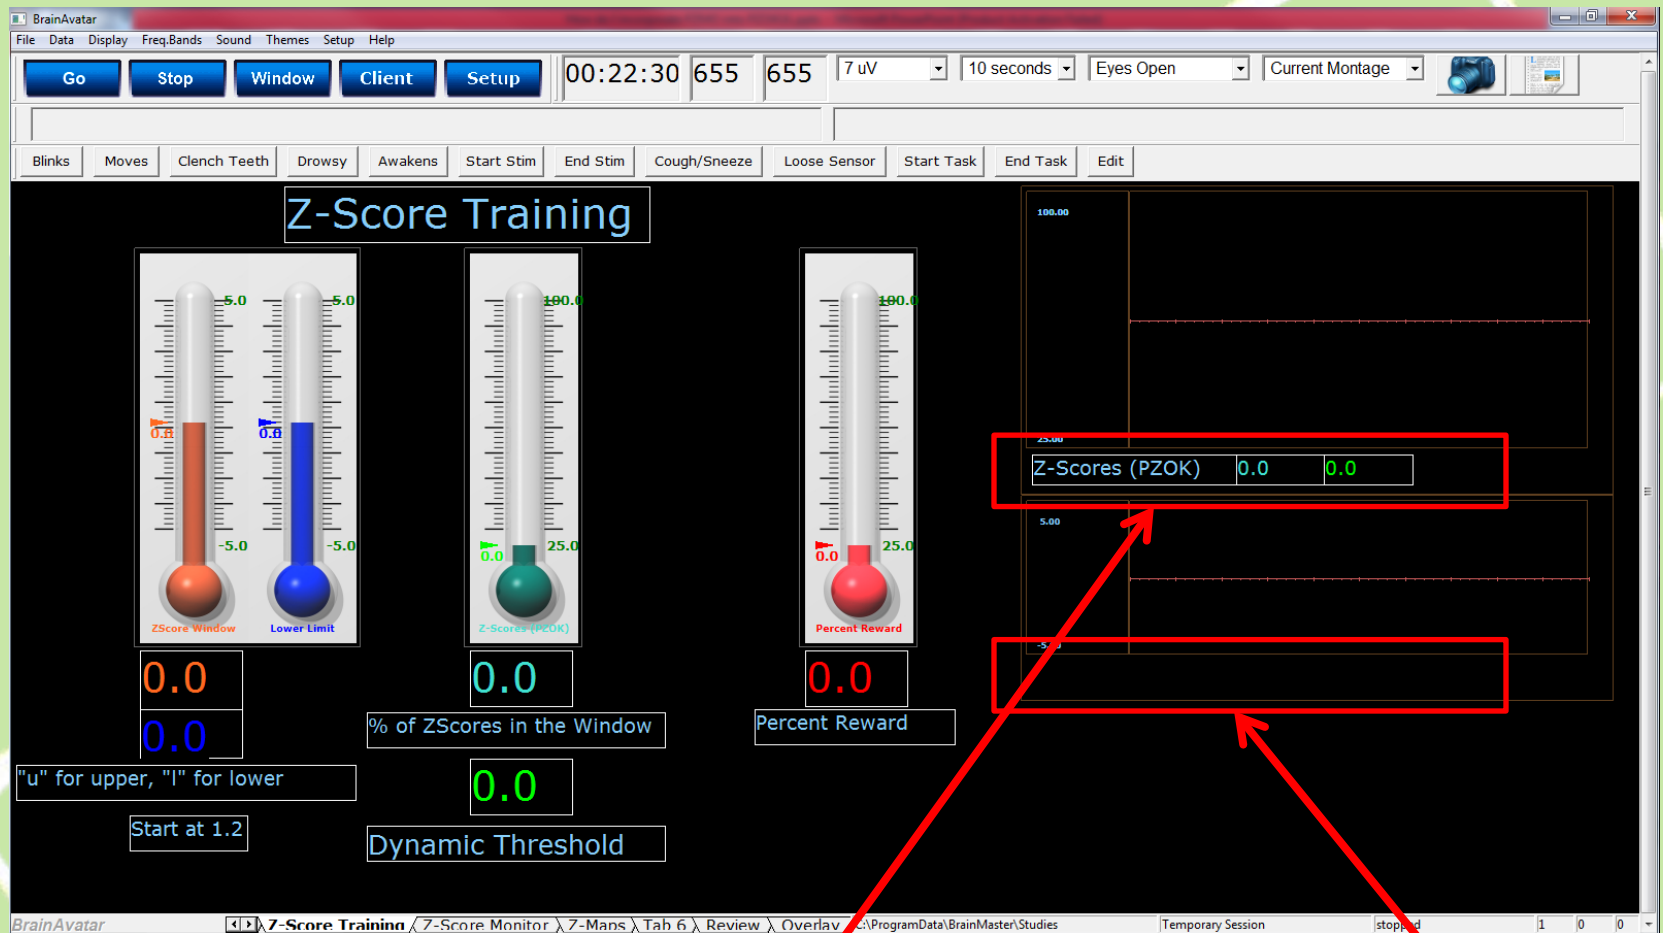 BrainAvatar
File Data Display Freq.Bands Sound Themes Setup Help
Go Stop Window Client Setup 00:22:30 655 655 7 uV 10 seconds Eyes Open Current Montage
Blinks Moves Clench Teeth Drowsy Awakens Start Stim End Stim Cough/Sneeze Loose Sensor Start Task End Task Edit
Z-Score Training
5.0 5.0 100.0 100.0
0.0 0.0
-5.0 -5.0 0.0 25.0 0.0 25.0
ZScore Window Lower Limit Z-Scores (PZOK) Percent Reward
0.0 0.0 0.0
0.0
% of ZScores in the Window
Percent Reward
"u" for upper, "l" for lower
0.0
Start at 1.2
Dynamic Threshold
100.00
25.00
Z-Scores (PZOK) 0.0 0.0
5.00
BrainAvatar Z-Score Training Z-Score Monitor Z-Maps Tab 6 Review Overlay C:\ProgramData\BrainMaster\Studies Temporary Session stopped 1 0 0